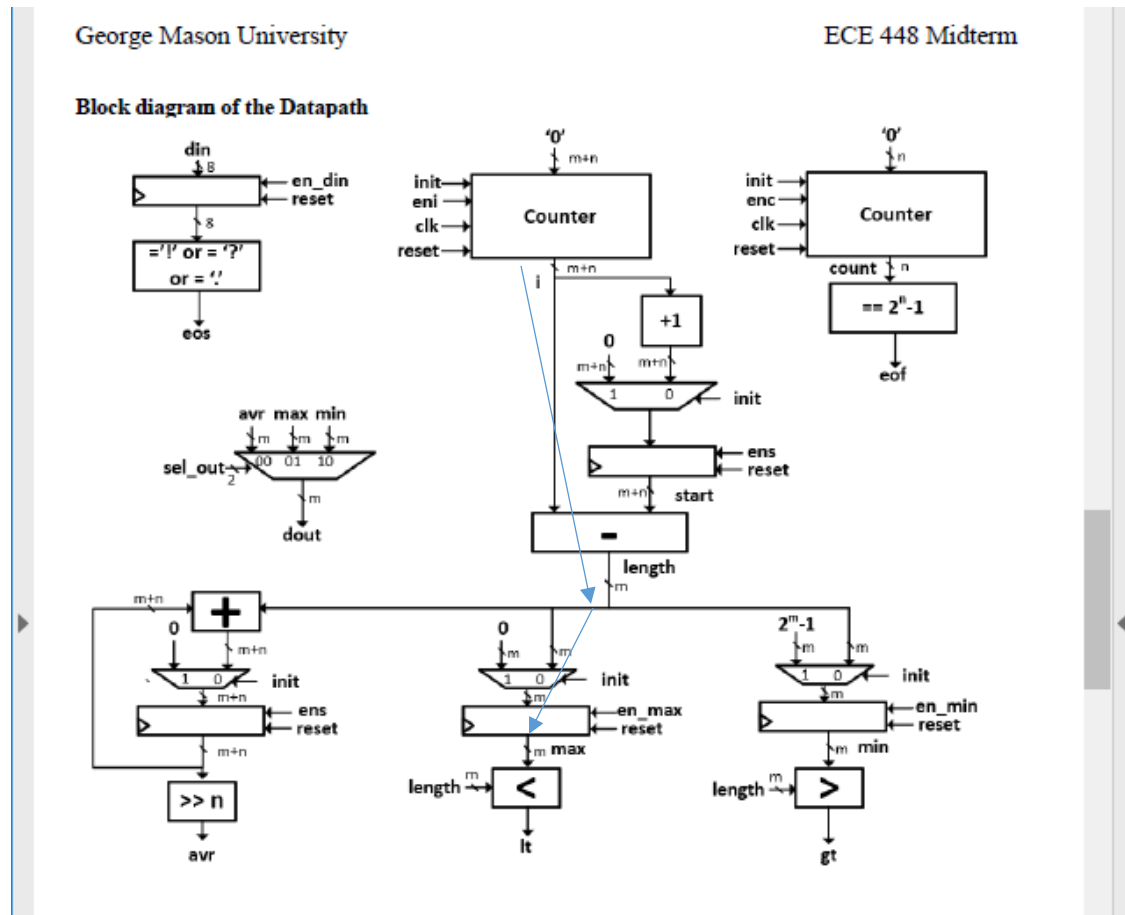 George Mason University
ECE 448 Midterm
Block diagram of the Datapath
din
8
en_din
reset
8
='!' or = '?'
or = '.'
eos
'0'
m+n
init
eni
clk
reset
Counter
i
m+n
+1
0
m+n
m+n
1 0
init
ens
reset
m+n
start
-
length
m
'0'
n
init
enc
clk
reset
Counter
count
n
== 2ⁿ-1
eof
avr max min
m m m
sel_out
2
00 01 10
m
dout
m+n
+
0
m+n
1 0
init
m+n
ens
reset
m+n
>> n
avr
0
m
m
1 0
init
m
en_max
reset
m max
length
m
<
lt
2ᵐ-1
m
m
1 0
init
m
en_min
reset
m min
length
m
>
gt